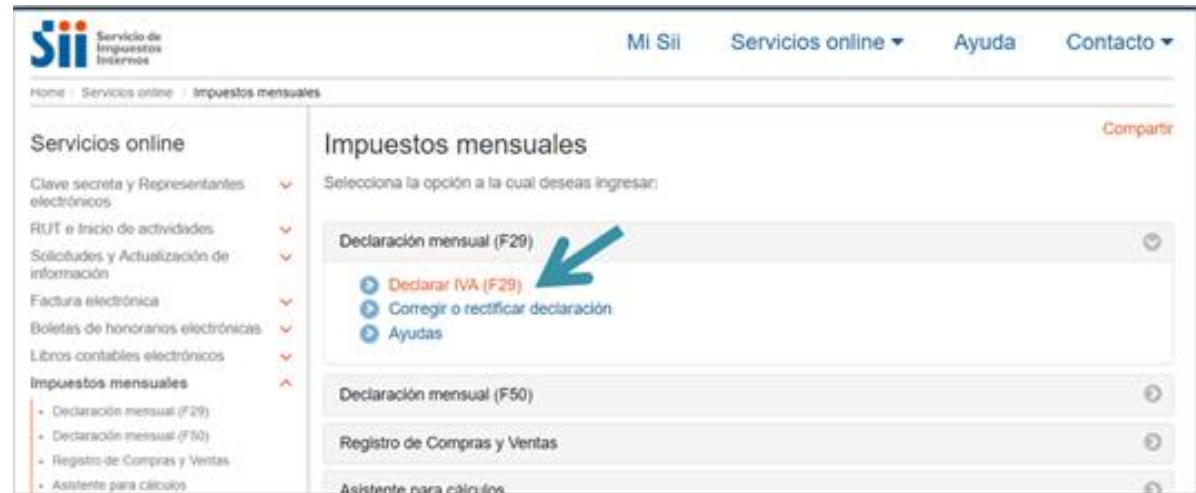 Sii
Servicio de
Impuestos
Internos
Mi Sii
Servicios online
Ayuda
Contacto
Home / Servicios online / Impuestos mensuales
Servicios online
Clave secreta y Representantes
electrónicos
RUT e Inicio de actividades
Solicitudes y Actualización de
información
Factura electrónica
Boletas de honorarios electrónicas
Libros contables electrónicos
Impuestos mensuales
Declaración mensual (F29)
Declaración mensual (F50)
Registro de Compras y Ventas
Asistente para cálculos
Compartir
Impuestos mensuales
Selecciona la opción a la cual deseas ingresar:
Declaración mensual (F29)
Declarar IVA (F29)
Corregir o rectificar declaración
Ayudas
Declaración mensual (F50)
Registro de Compras y Ventas
Asistente para cálculos